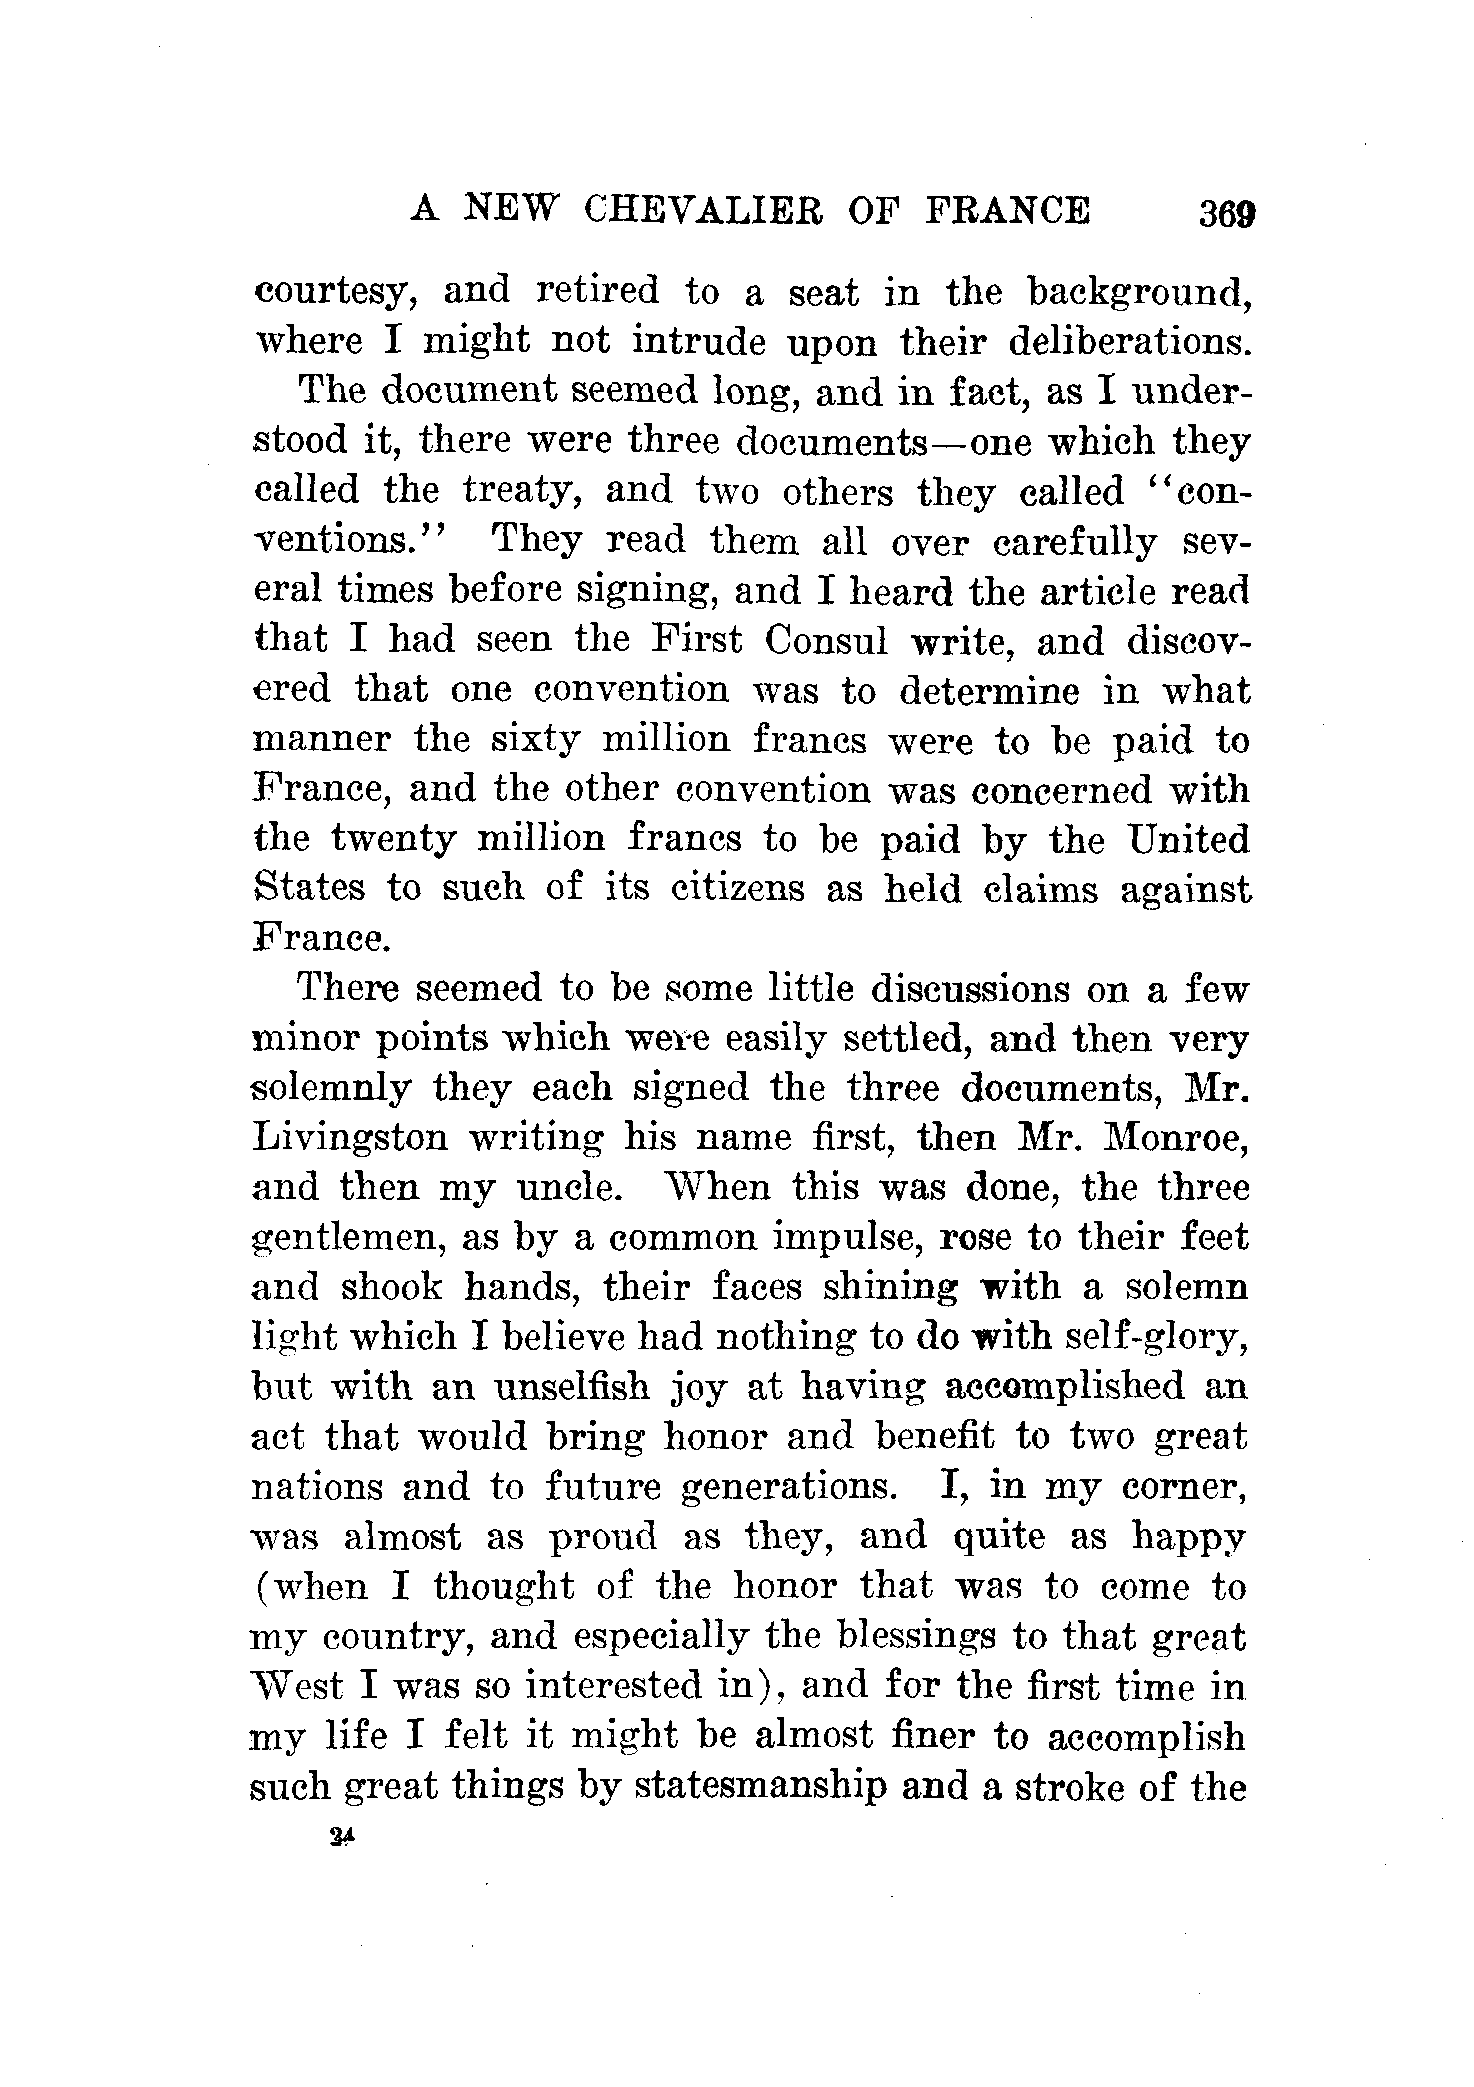 A NEW CHEVALIER OF FRANCE 369
courtesy, and retired to a seat in the background,
where I might not intrude upon their deliberations.
The document seemed long, and in fact, as I under-
stood it, there were three documents—one which they
called the treaty, and two others they called “con-
ventions.” They read them all over carefully sev-
eral times before signing, and I heard the article read
that I had seen the First Consul write, and discov-
ered that one convention was to determine in what
manner the sixty million francs were to be paid to
France, and the other convention was concerned with
the twenty million francs to be paid by the United
States to such of its citizens as held claims against
France.
There seemed to be some little discussions on a few
minor points which were easily settled, and then very
solemnly they each signed the three documents, Mr.
Livingston writing his name first, then Mr. Monroe,
and then my uncle. When this was done, the three
gentlemen, as by a common impulse, rose to their feet
and shook hands, their faces shining with a solemn
light which I believe had nothing to do with self-glory,
but with an unselfish joy at having accomplished an
act that would bring honor and benefit to two great
nations and to future generations. I, in my corner,
was almost as proud as they, and quite as happy
(when I thought of the honor that was to come to
my country, and especially the blessings to that great
West I was so interested in), and for the first time in
my life I felt it might be almost finer to accomplish
such great things by statesmanship and a stroke of the
24